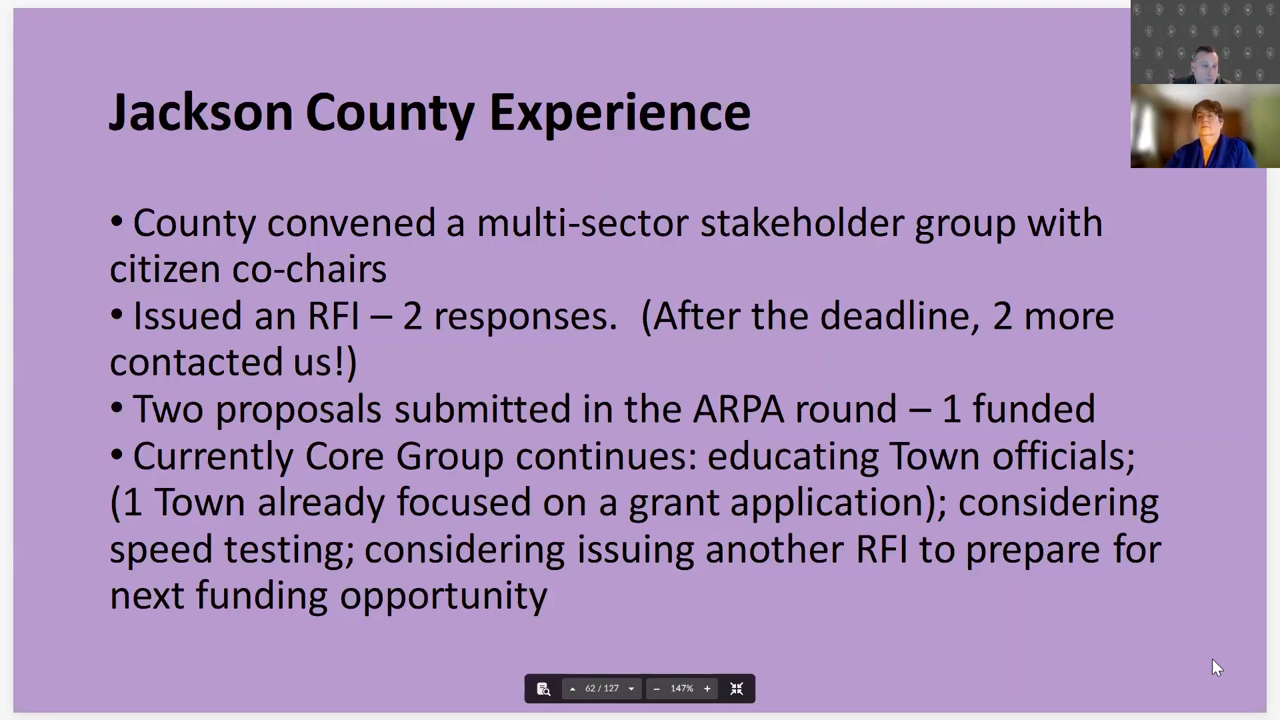 Jackson County Experience
• County convened a multi-sector stakeholder group with
citizen co-chairs
• Issued an RFI – 2 responses.  (After the deadline, 2 more
contacted us!)
• Two proposals submitted in the ARPA round – 1 funded
• Currently Core Group continues: educating Town officials;
(1 Town already focused on a grant application); considering
speed testing; considering issuing another RFI to prepare for
next funding opportunity
62 / 127
147%